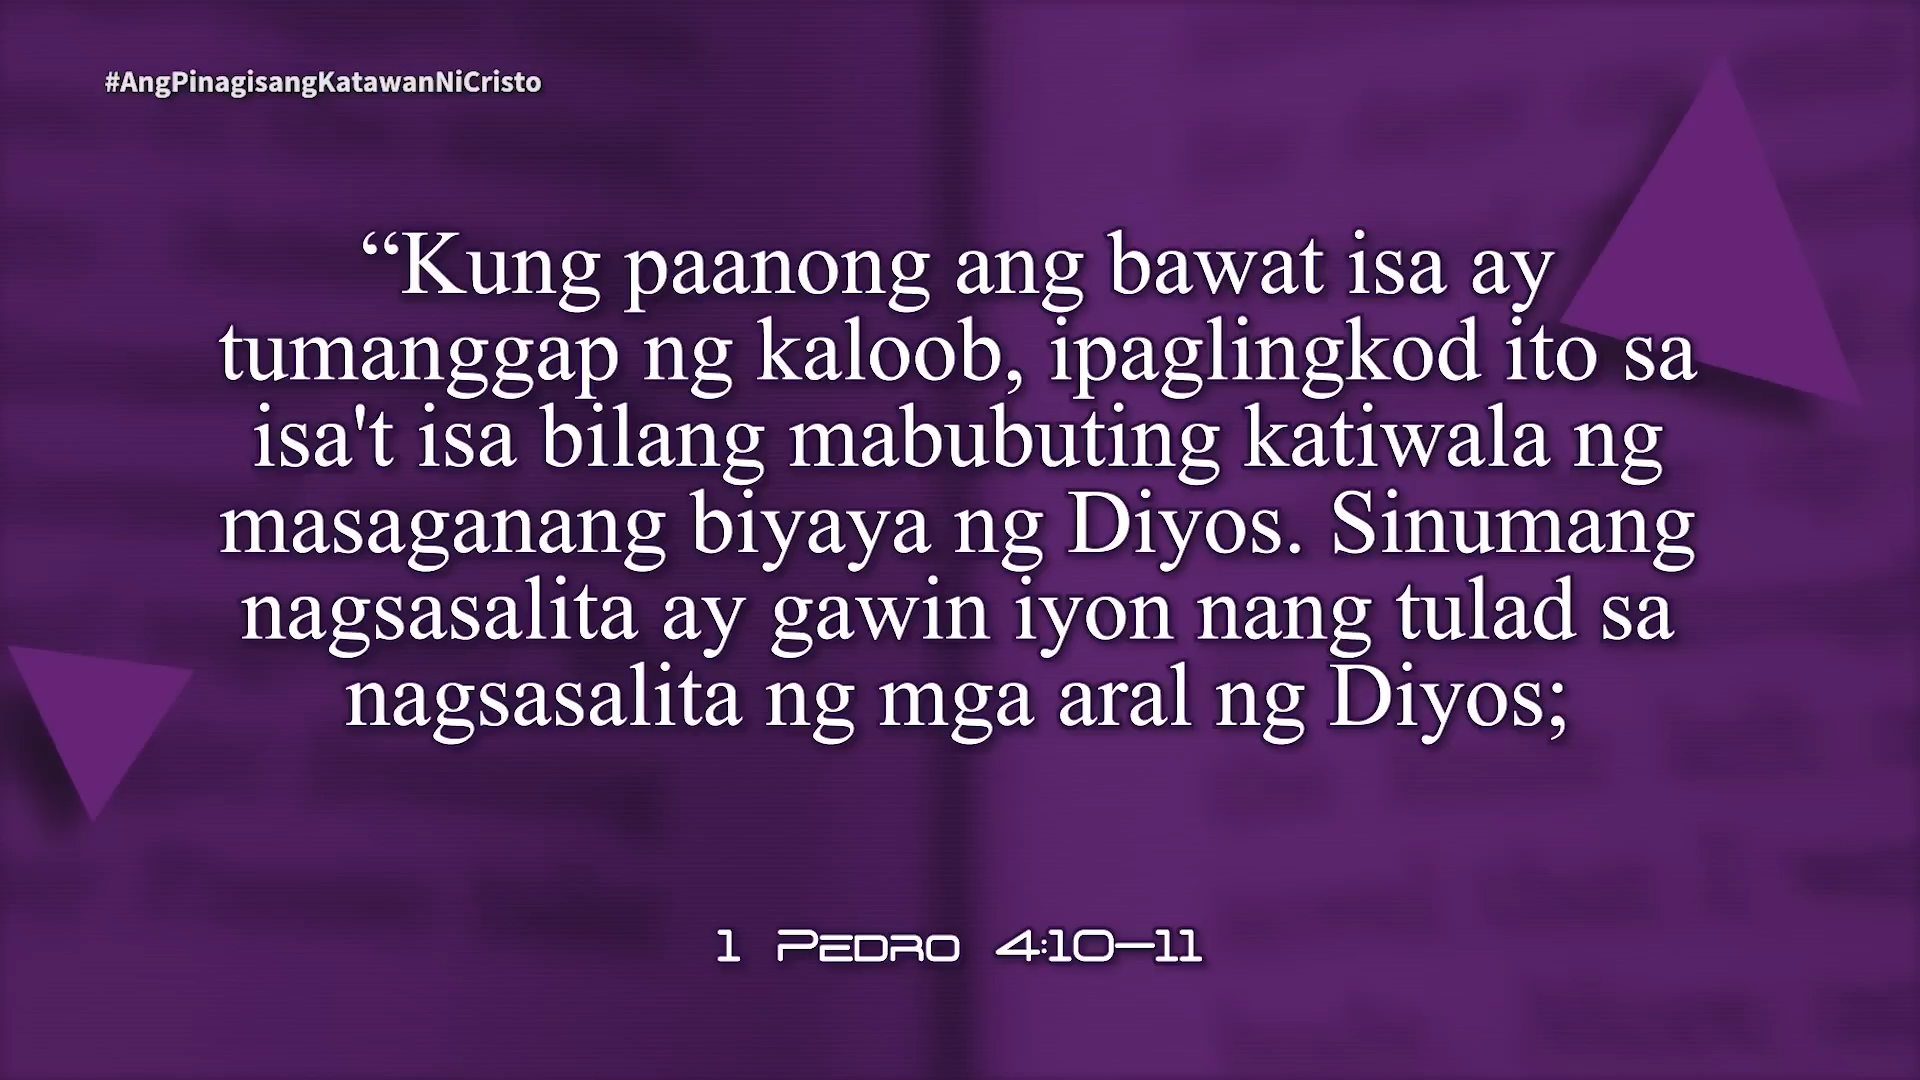 #AngPinagisangKatawanNiCristo
“Kung paanong ang bawat isa ay
tumanggap ng kaloob, ipaglingkod ito sa
isa't isa bilang mabubuting katiwala ng
masaganang biyaya ng Diyos. Sinumang
nagsasalita ay gawin iyon nang tulad sa
nagsasalita ng mga aral ng Diyos;
1 Pedro 4:10–11